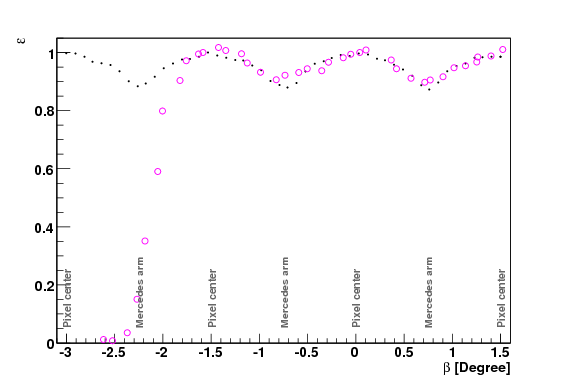 ε
1
0.8
0.6
0.4
0.2
0
Pixel center
Mercedes arm
Pixel center
Mercedes arm
Pixel center
Mercedes arm
Pixel center
-3 -2.5 -2 -1.5 -1 -0.5 0 0.5 1 1.5
β [Degree]